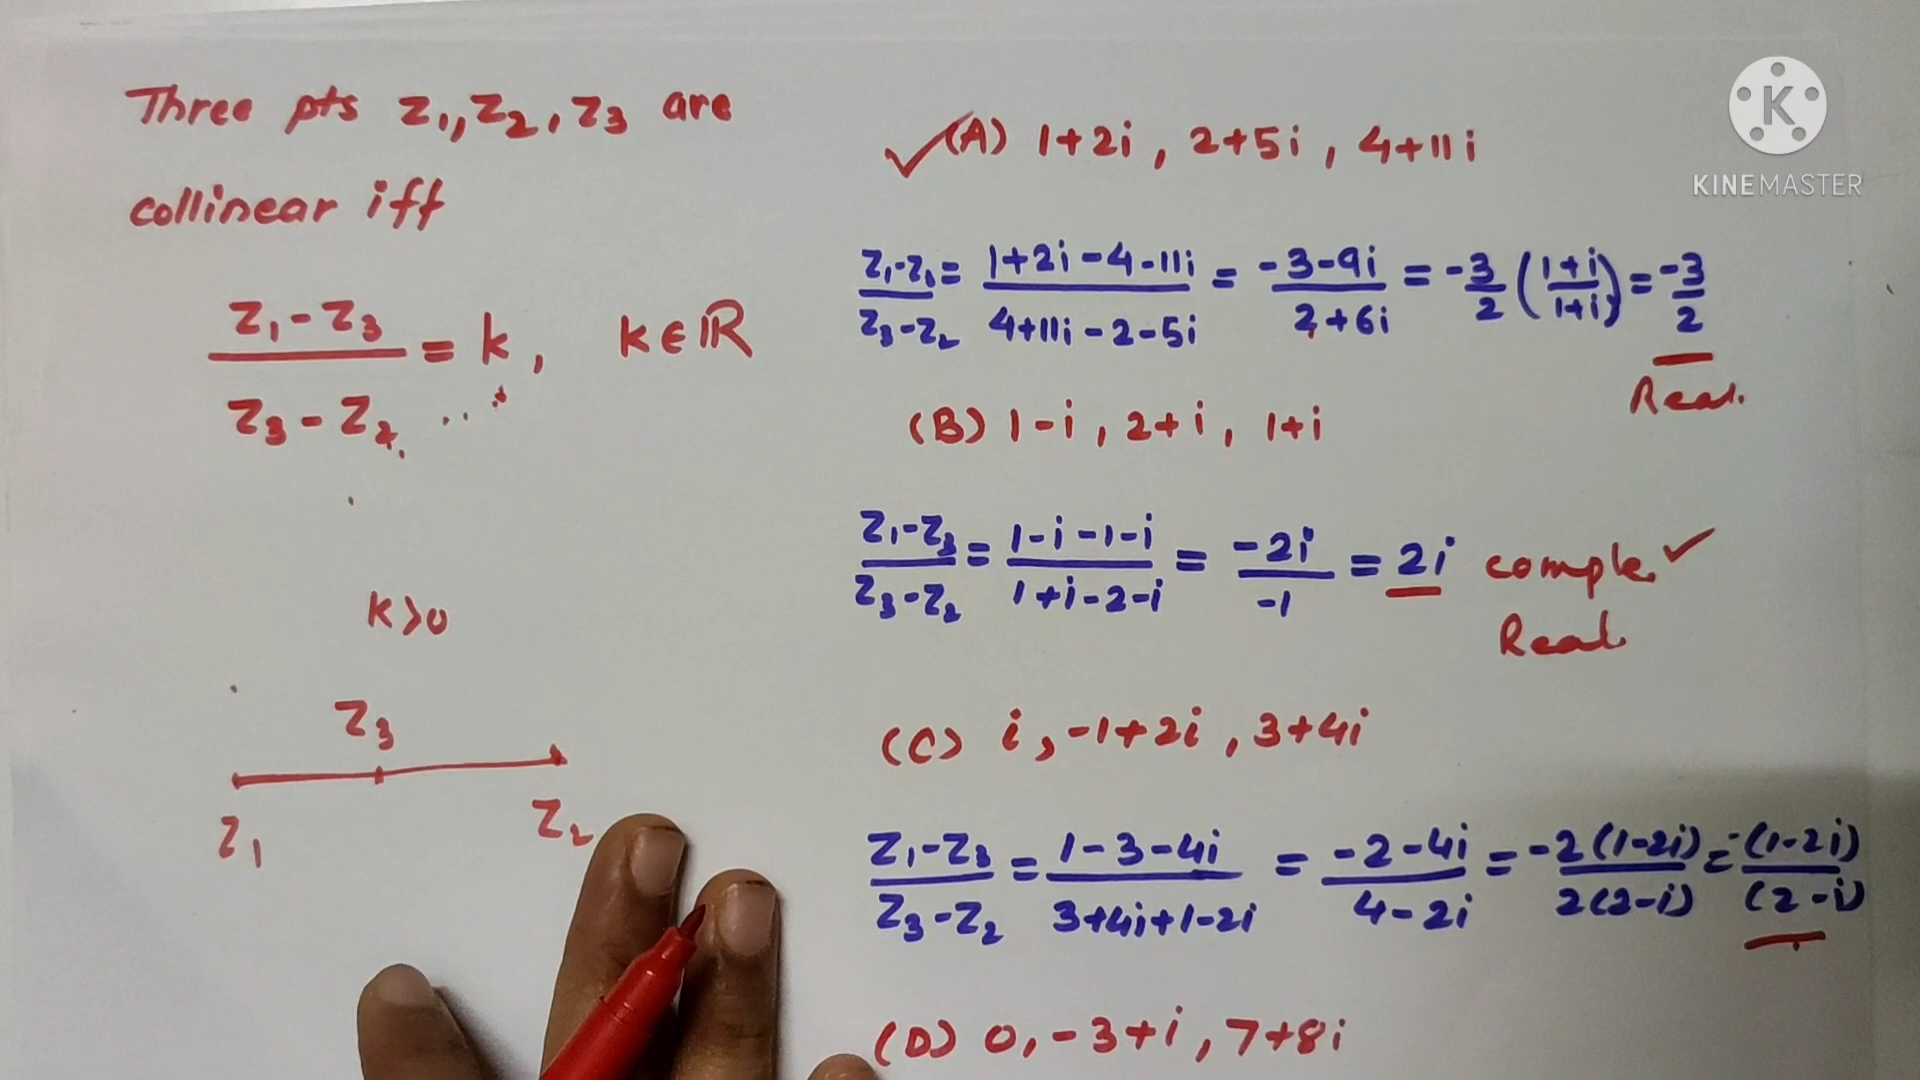 Three pts z₁, z₂, z₃ are
collinear iff
(z₁-z₃)/(z₃-z₂) = k, k∈ℝ
k>0
z₃
z₁ z₂
✓(A) 1+2i, 2+5i, 4+11i
(z₁-z₃)/(z₃-z₂) = (1+2i-4-11i)/(4+11i-2-5i) = (-3-9i)/(2+6i) = -3/2 ((1+i)/(1+i)) = -3/2
Real.
(B) 1-i, 2+i, 1+i
(z₁-z₃)/(z₃-z₂) = (1-i-1-i)/(1+i-2-i) = -2i/-1 = 2i comple. ✓
Real.
(C) i, -1+2i, 3+4i
(z₁-z₃)/(z₃-z₂) = (1-3-4i)/(3+4i+1-2i) = (-2-4i)/(4-2i) = -2(1-2i)/2(2-i) = -(1-2i)/(2-i)
(D) 0, -3+i, 7+8i
K
KINEMASTER